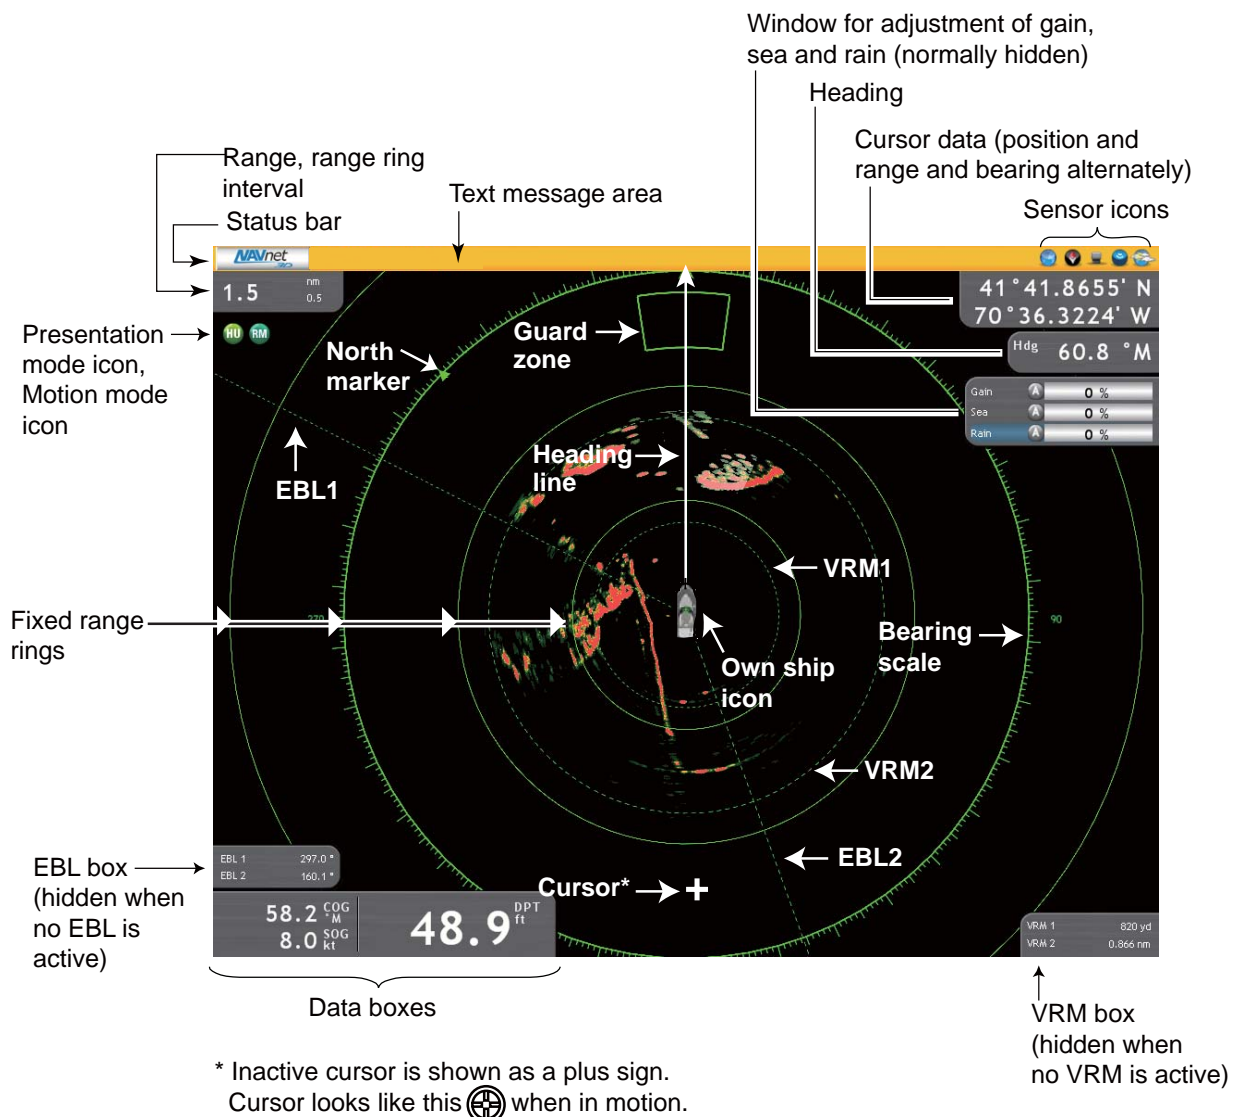 Window for adjustment of gain,
sea and rain (normally hidden)
Heading
Cursor data (position and
range and bearing alternately)
Sensor icons
Range, range ring
interval
Status bar
Text message area
NAVnet
3D
1.5
nm
0.5
41°41.8655' N
70°36.3224' W
Hdg
60.8 °M
Gain
A
0 %
Sea
A
0 %
Rain
A
0 %
HU
RM
Presentation
mode icon,
Motion mode
icon
North
marker
Guard
zone
EBL1
Heading
line
VRM1
Fixed range
rings
270
90
Bearing
scale
Own ship
icon
VRM2
EBL2
Cursor*
EBL box
(hidden when
no EBL is
active)
EBL 1 297.0 °
EBL 2 160.1 °
58.2 COG
°M
8.0 SOG
kt
48.9 DPT
ft
VRM 1 820 yd
VRM 2 0.866 nm
Data boxes
VRM box
(hidden when
no VRM is active)
* Inactive cursor is shown as a plus sign.
Cursor looks like this when in motion.